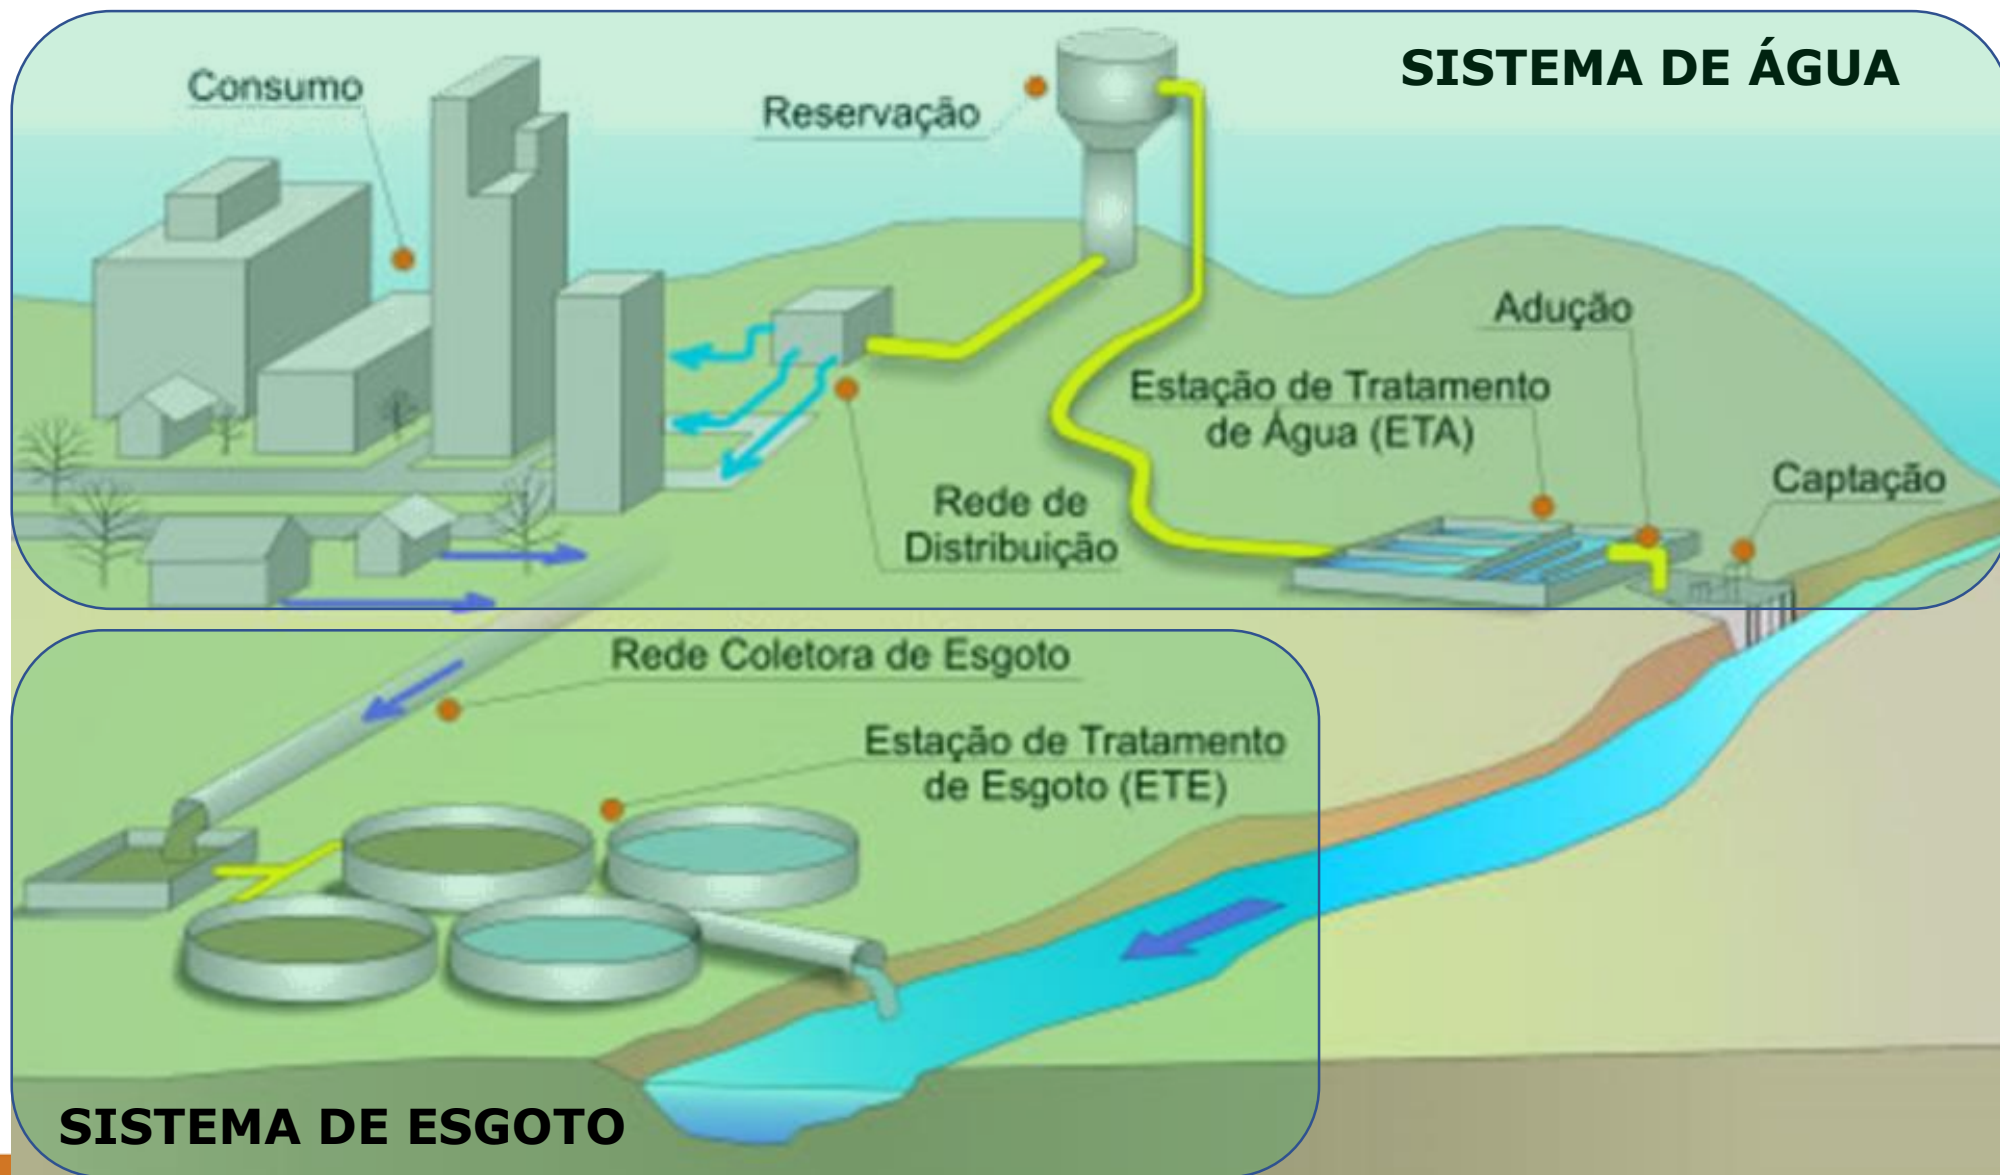 SISTEMA DE ÁGUA
Consumo
Reservação
Adução
Estação de Tratamento
de Água (ETA)
Captação
Rede de
Distribuição
Rede Coletora de Esgoto
Estação de Tratamento
de Esgoto (ETE)
SISTEMA DE ESGOTO